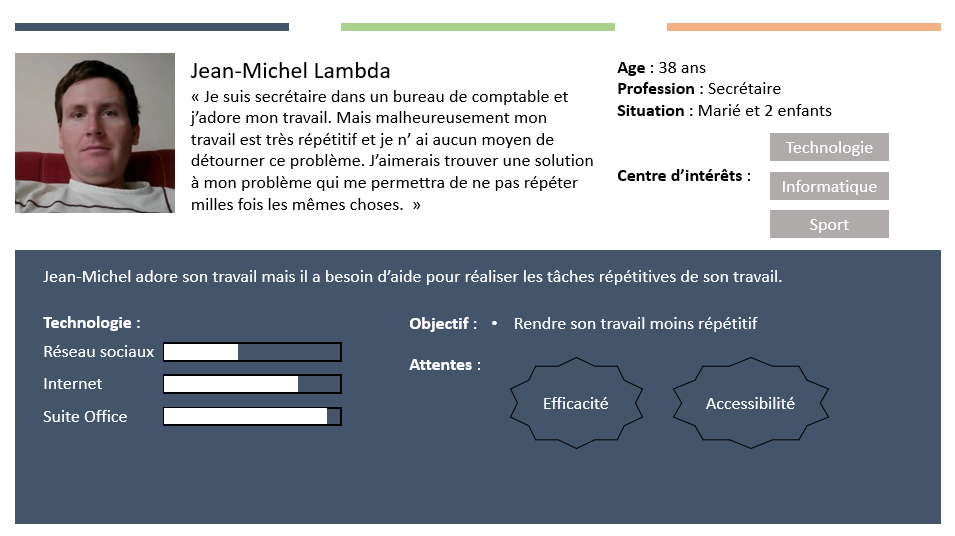 Jean-Michel Lambda
« Je suis secrétaire dans un bureau de comptable et
j’adore mon travail. Mais malheureusement mon
travail est très répétitif et je n’ ai aucun moyen de
détourner ce problème. J’aimerais trouver une solution
à mon problème qui me permettra de ne pas répéter
milles fois les mêmes choses. »
Age : 38 ans
Profession : Secrétaire
Situation : Marié et 2 enfants
Centre d’intérêts :
Technologie
Informatique
Sport
Jean-Michel adore son travail mais il a besoin d’aide pour réaliser les tâches répétitives de son travail.
Technologie :
Réseau sociaux
Internet
Suite Office
Objectif : • Rendre son travail moins répétitif
Attentes :
Efficacité
Accessibilité